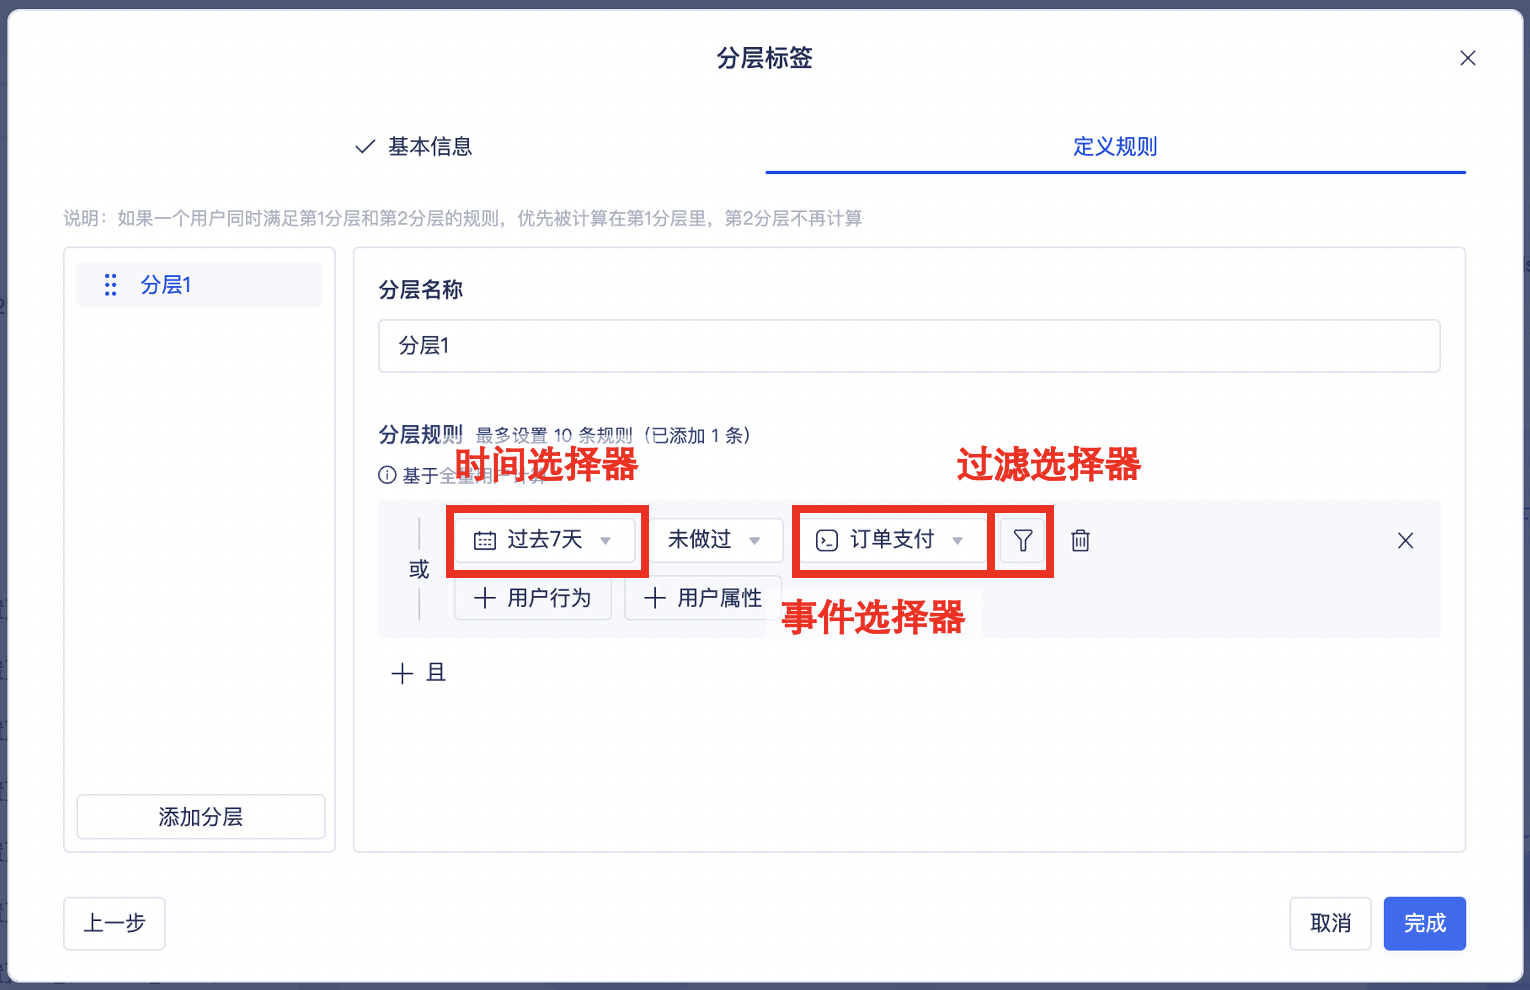 分层标签
基本信息
定义规则
说明：如果一个用户同时满足第1分层和第2分层的规则，优先被计算在第1分层里，第2分层不再计算
分层1
分层名称
分层1
分层规则 最多设置 10 条规则（已添加 1 条）
时间选择器
过滤选择器
基于全量用户计算
过去7天
未做过
订单支付
或
用户行为
用户属性
事件选择器
且
添加分层
上一步
取消
完成